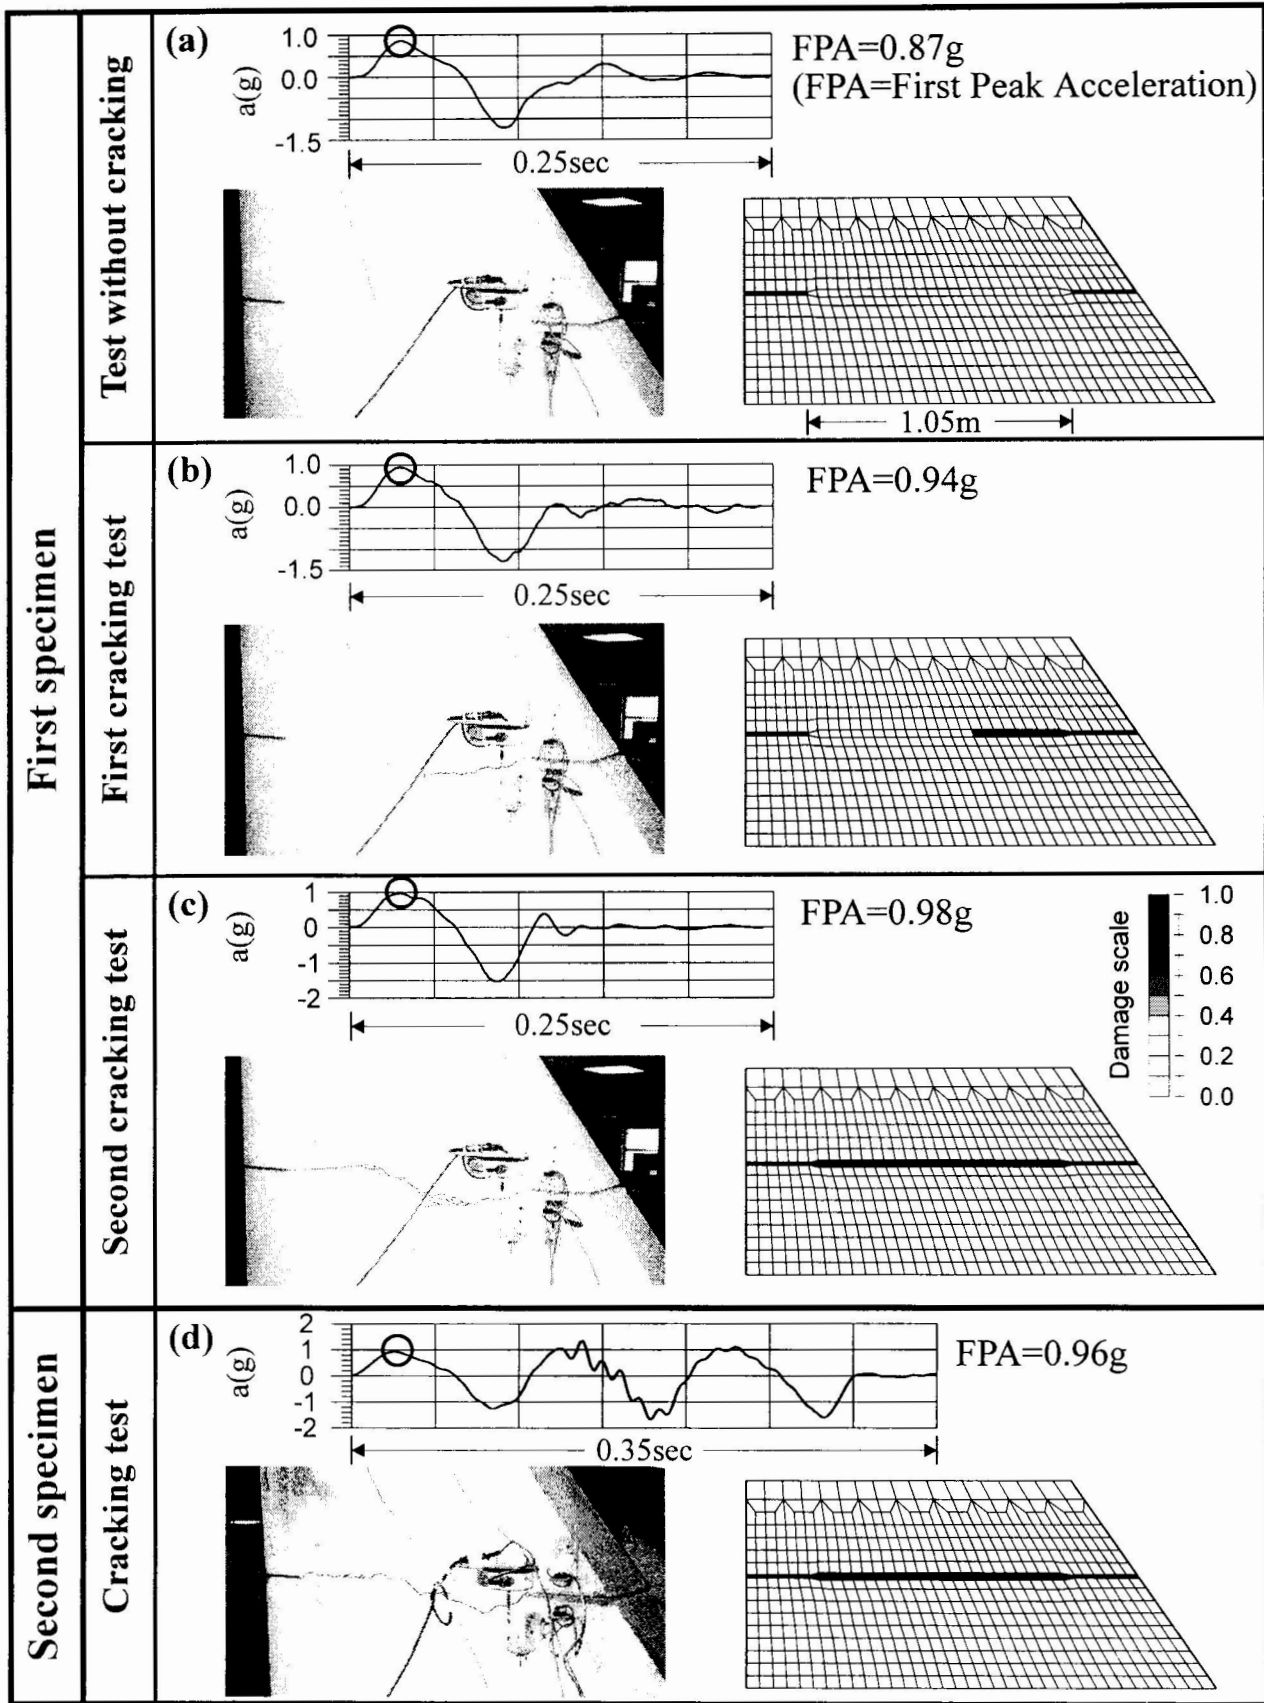 First specimen
Test without cracking
(a)
a(g)
1.0
0.0
-1.5
0.25sec
FPA=0.87g
(FPA=First Peak Acceleration)
1.05m
First cracking test
(b)
a(g)
1.0
0.0
-1.5
0.25sec
FPA=0.94g
Second cracking test
(c)
a(g)
1
0
-1
-2
0.25sec
FPA=0.98g
Damage scale
1.0
0.8
0.6
0.4
0.2
0.0
Second specimen
Cracking test
(d)
a(g)
2
1
0
-1
-2
0.35sec
FPA=0.96g